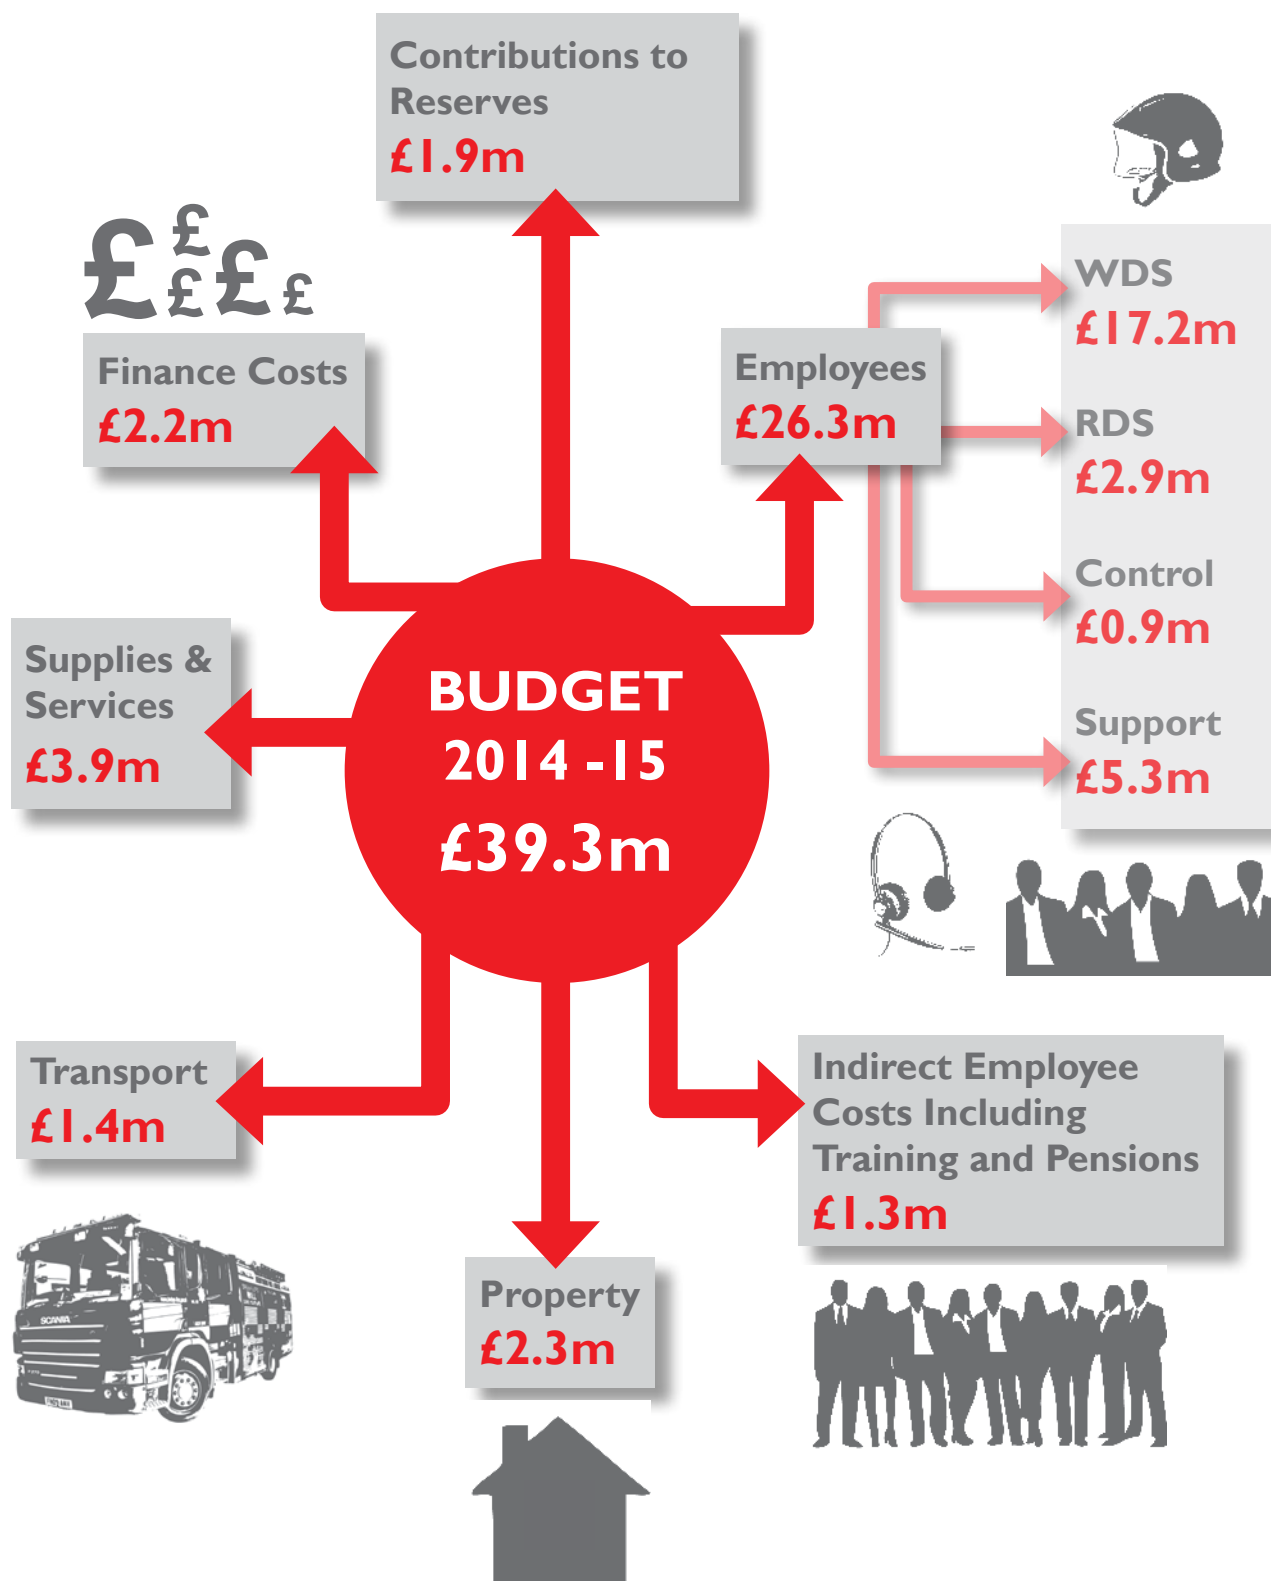 Contributions to
Reserves
£1.9m
£
£
£
£
£
Finance Costs
£2.2m
Employees
£26.3m
WDS
£17.2m
RDS
£2.9m
Control
£0.9m
Support
£5.3m
Supplies &
Services
£3.9m
BUDGET
2014 -15
£39.3m
Transport
£1.4m
Indirect Employee
Costs Including
Training and Pensions
£1.3m
Property
£2.3m
SCANIA